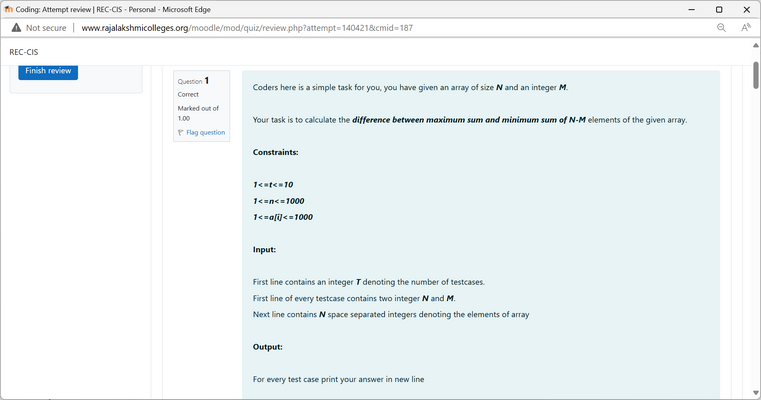 Coding: Attempt review | REC-CIS - Personal - Microsoft Edge
Not secure | www.rajalakshmicolleges.org/moodle/mod/quiz/review.php?attempt=140421&cmid=187
REC-CIS
Finish review
Question 1
Correct
Marked out of
1.00
Flag question
Coders here is a simple task for you, you have given an array of size N and an integer M.
Your task is to calculate the difference between maximum sum and minimum sum of N-M elements of the given array.
Constraints:
1<=t<=10
1<=n<=1000
1<=a[i]<=1000
Input:
First line contains an integer T denoting the number of testcases.
First line of every testcase contains two integer N and M.
Next line contains N space separated integers denoting the elements of array
Output:
For every test case print your answer in new line